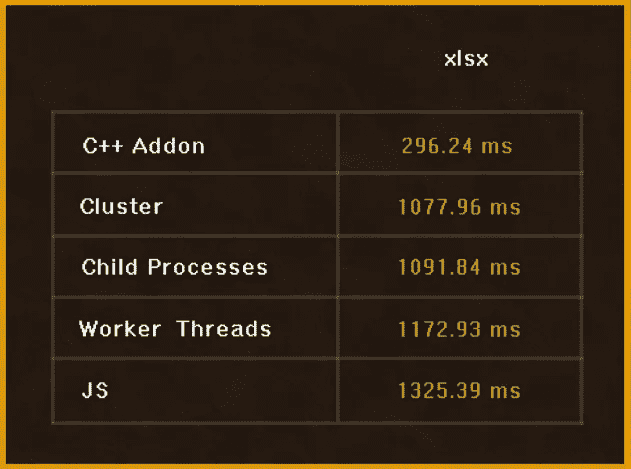 xlsx
C++ Addon 296.24 ms
Cluster 1077.96 ms
Child Processes 1091.84 ms
Worker Threads 1172.93 ms
JS 1325.39 ms